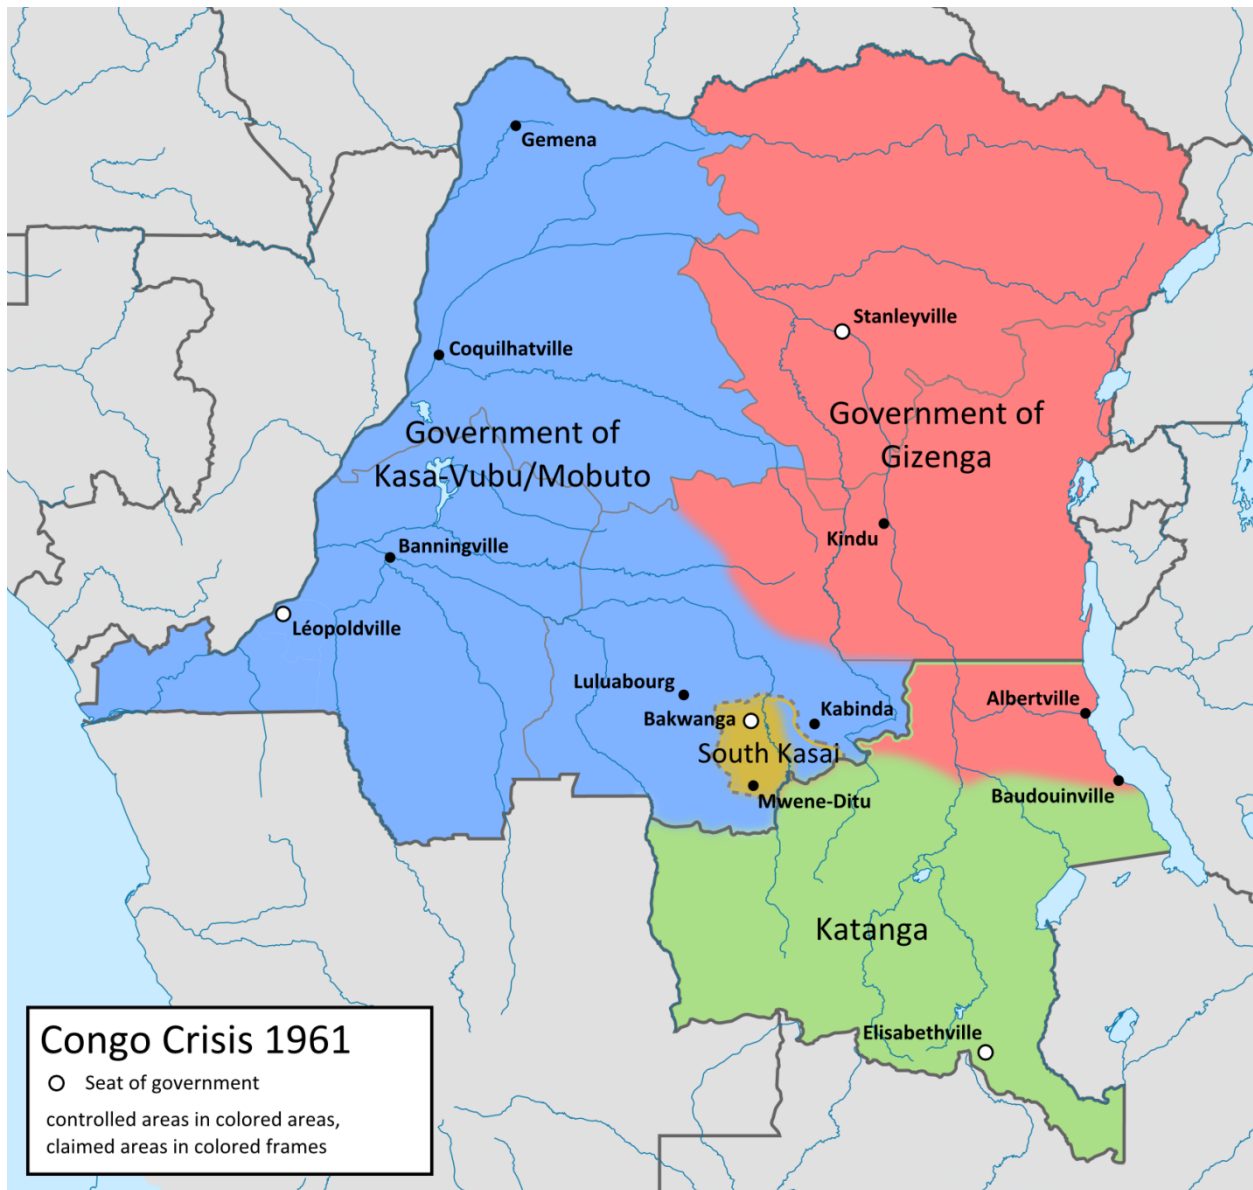 Gemena
Stanleyville
Coquilhatville
Government of
Kasa-Vubu/Mobuto
Government of
Gizenga
Kindu
Banningville
Léopoldville
Luluabourg
Bakwanga
Kabinda
Albertville
South Kasai
Mwene-Ditu
Baudouinville
Katanga
Elisabethville
Congo Crisis 1961
Seat of government
controlled areas in colored areas,
claimed areas in colored frames